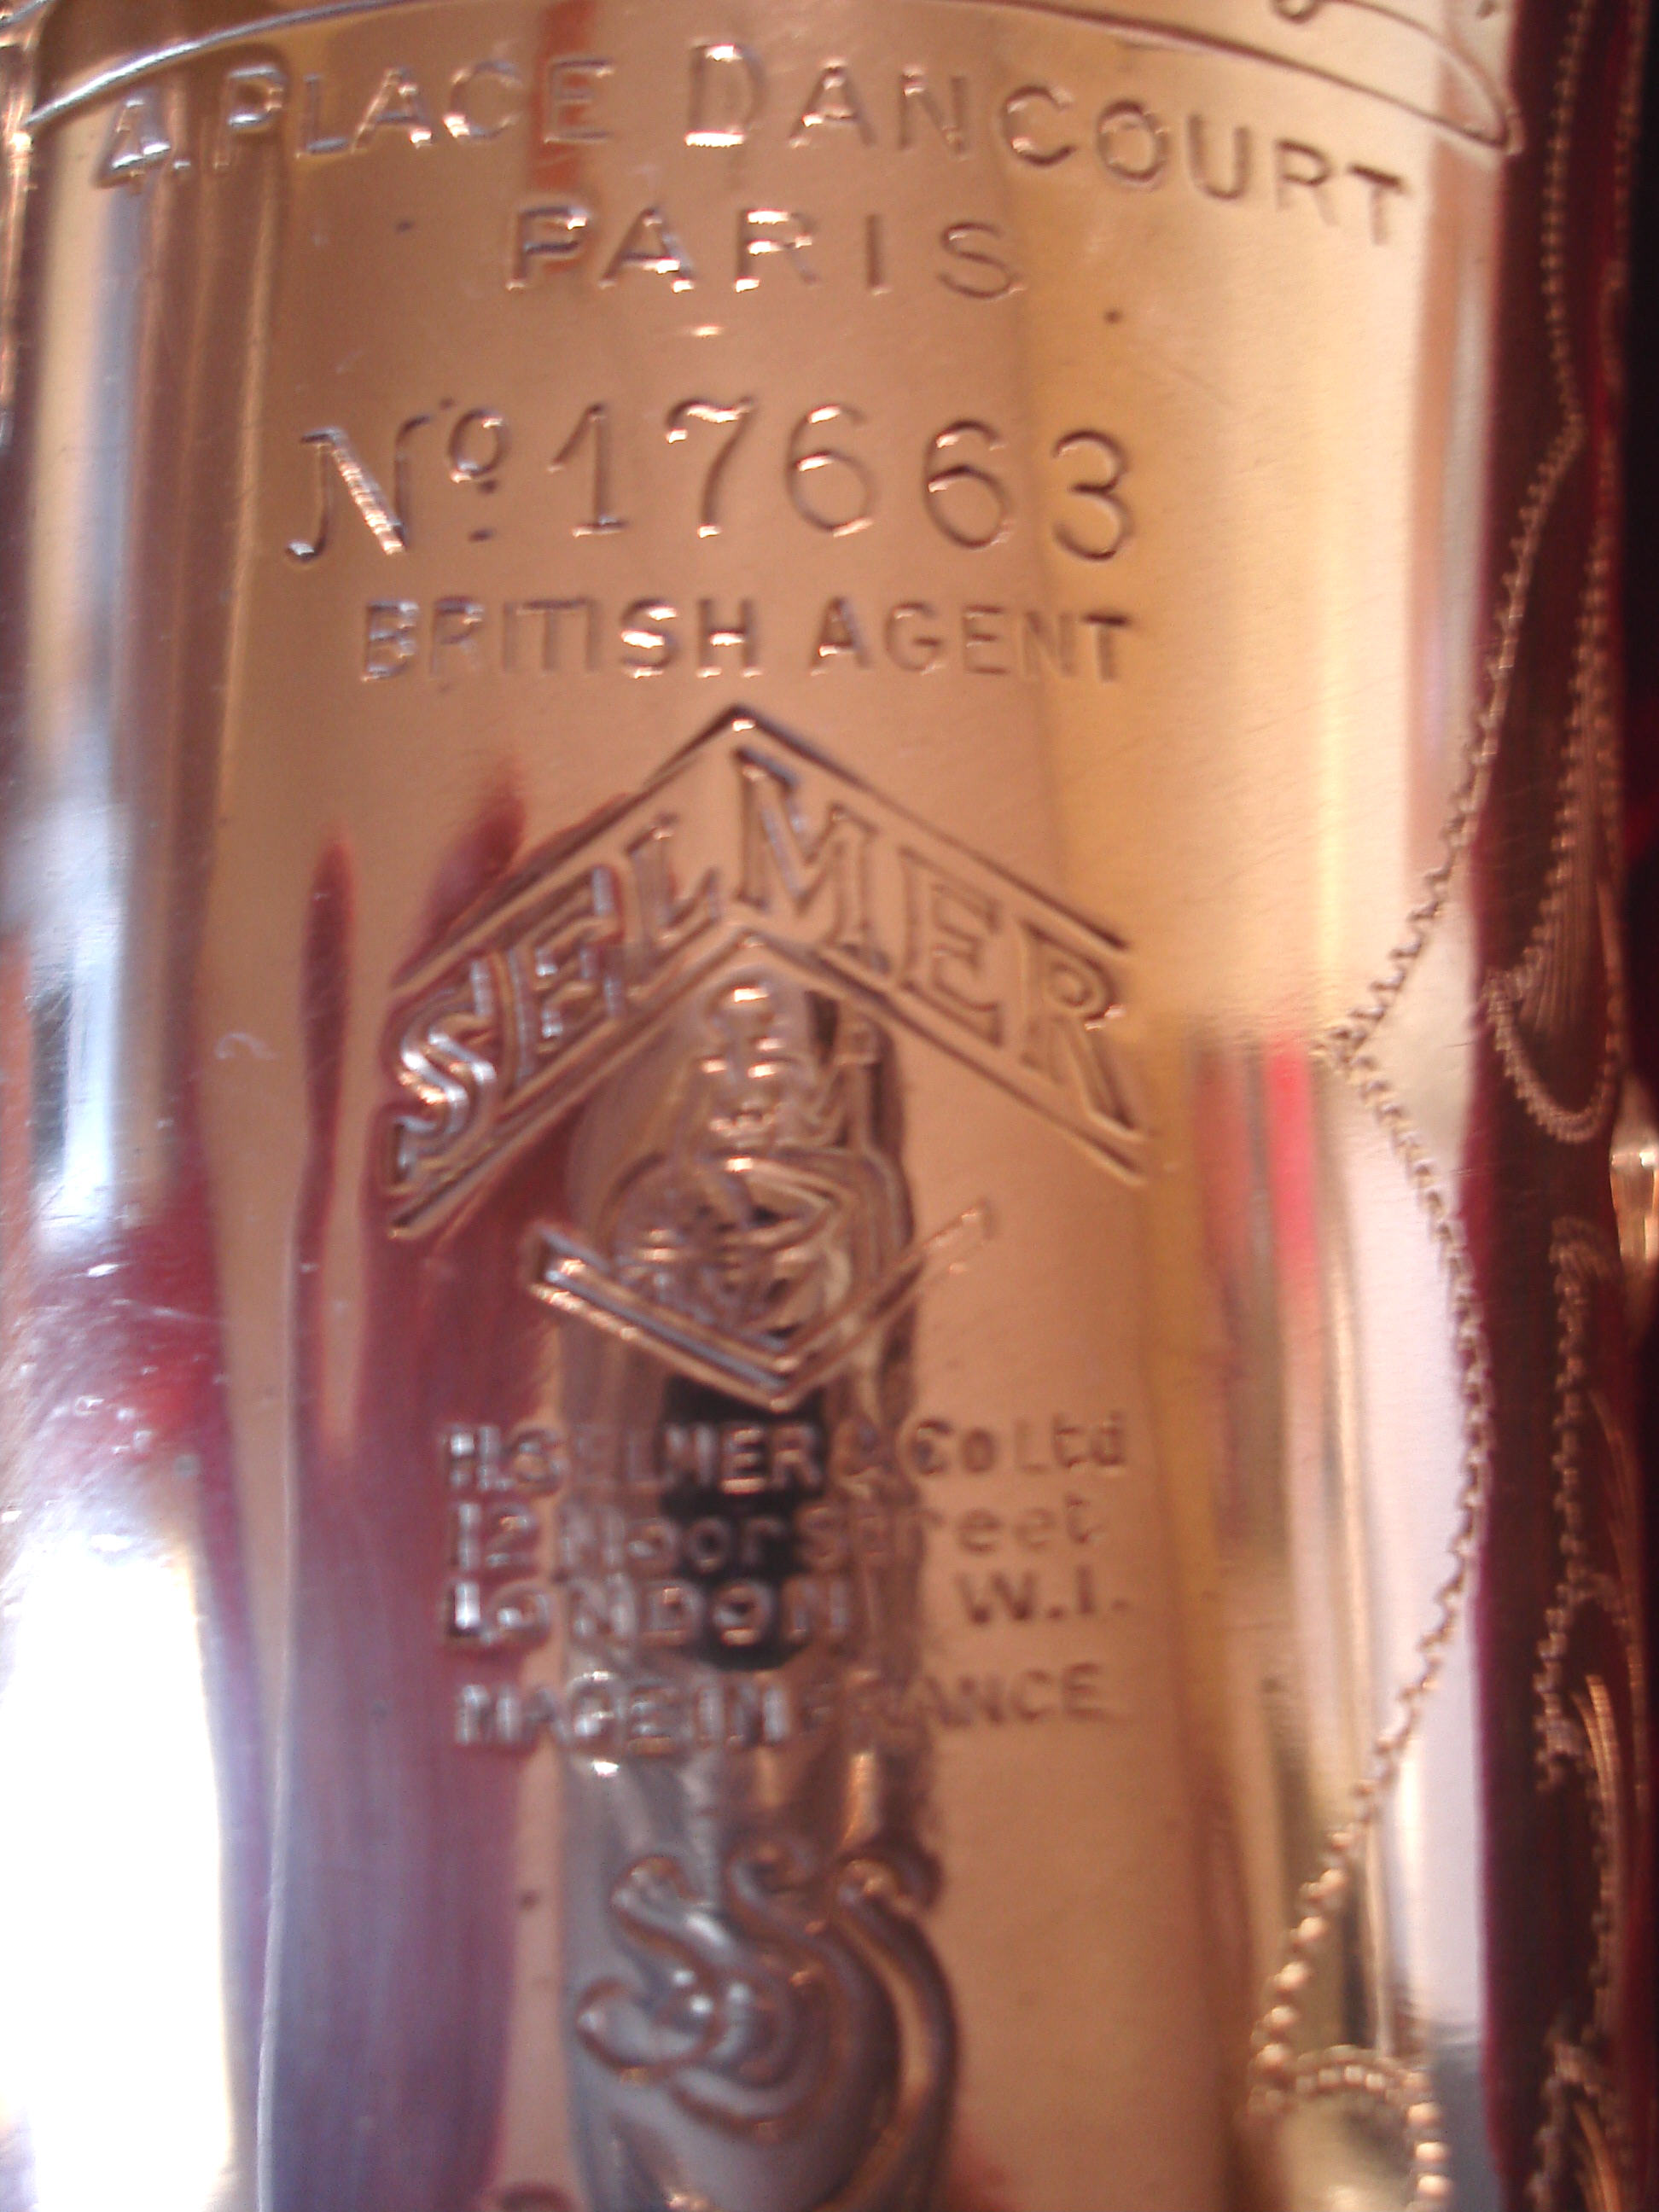 4. PLACE DANCOURT
PARIS
Nº 17663
BRITISH AGENT
SELMER
H. SELMER & Co Ltd
12 Moor Street
LONDON W.1.
MADE IN FRANCE